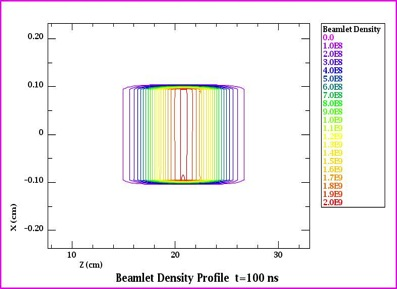 Beamlet Density
0.0
1.0E8
2.0E8
3.0E8
4.0E8
5.0E8
6.0E8
7.0E8
8.0E8
9.0E8
1.0E9
1.1E9
1.2E9
1.3E9
1.4E9
1.5E9
1.6E9
1.7E9
1.8E9
1.9E9
2.0E9
0.20
0.10
0
-0.10
-0.20
X (cm)
10
20
30
Z (cm)
Beamlet Density Profile t=100 ns